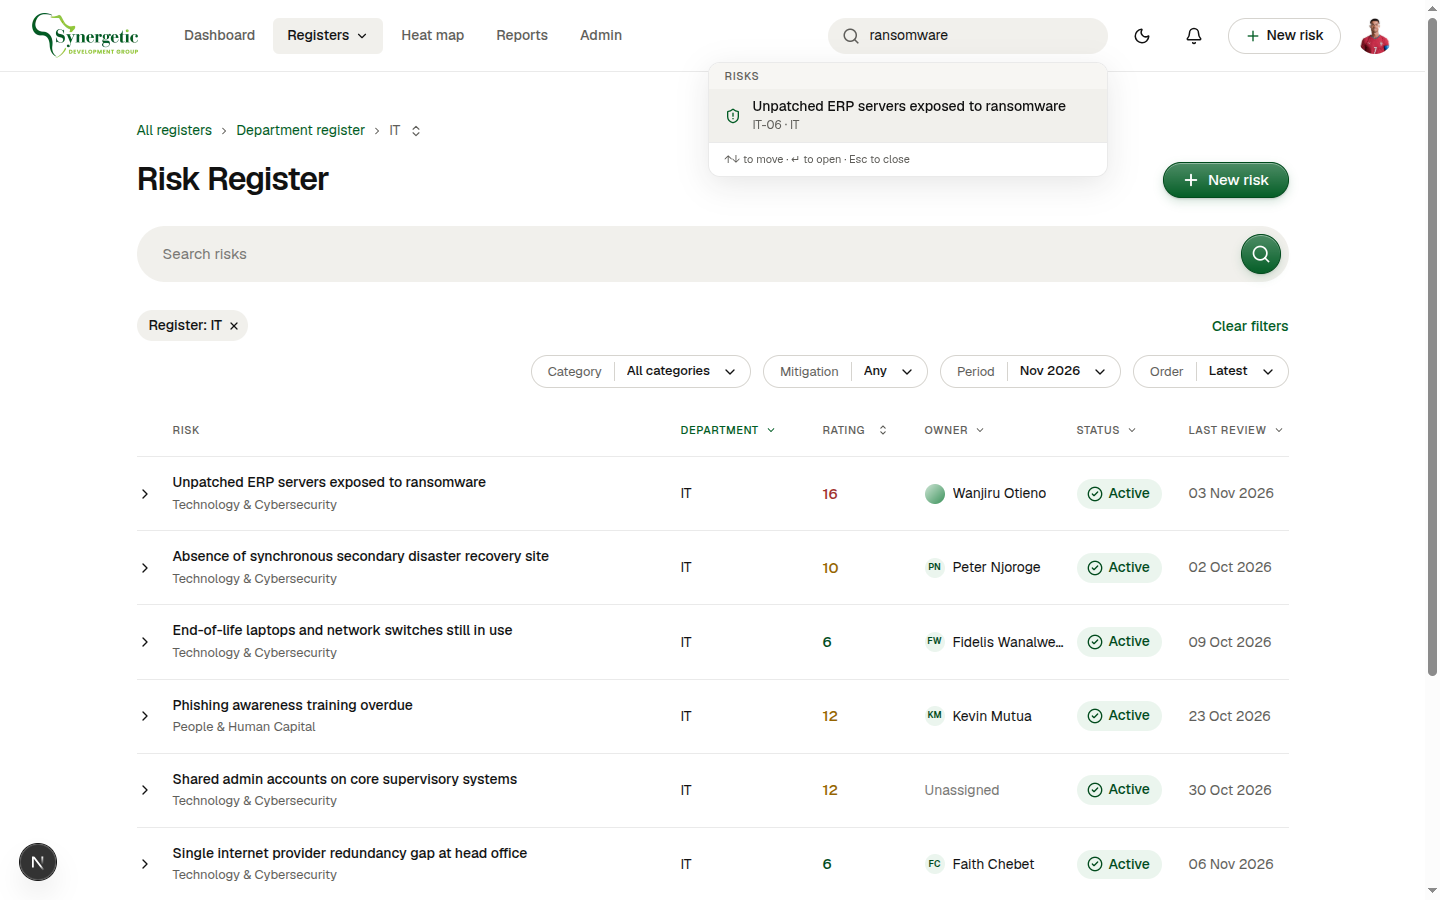 Synergetic
DEVELOPMENT GROUP
Dashboard
Registers
Heat map
Reports
Admin
ransomware
New risk
RISKS
Unpatched ERP servers exposed to ransomware
IT-06 · IT
↑↓ to move · ↵ to open · Esc to close
All registers › Department register › IT
Risk Register
New risk
Search risks
Register: IT ×
Clear filters
Category All categories
Mitigation Any
Period Nov 2026
Order Latest
RISK DEPARTMENT RATING OWNER STATUS LAST REVIEW
Unpatched ERP servers exposed to ransomware
Technology & Cybersecurity
IT 16 Wanjiru Otieno Active 03 Nov 2026
Absence of synchronous secondary disaster recovery site
Technology & Cybersecurity
IT 10 PN Peter Njoroge Active 02 Oct 2026
End-of-life laptops and network switches still in use
Technology & Cybersecurity
IT 6 FW Fidelis Wanalwe... Active 09 Oct 2026
Phishing awareness training overdue
People & Human Capital
IT 12 KM Kevin Mutua Active 23 Oct 2026
Shared admin accounts on core supervisory systems
Technology & Cybersecurity
IT 12 Unassigned Active 30 Oct 2026
Single internet provider redundancy gap at head office
Technology & Cybersecurity
IT 6 FC Faith Chebet Active 06 Nov 2026
N